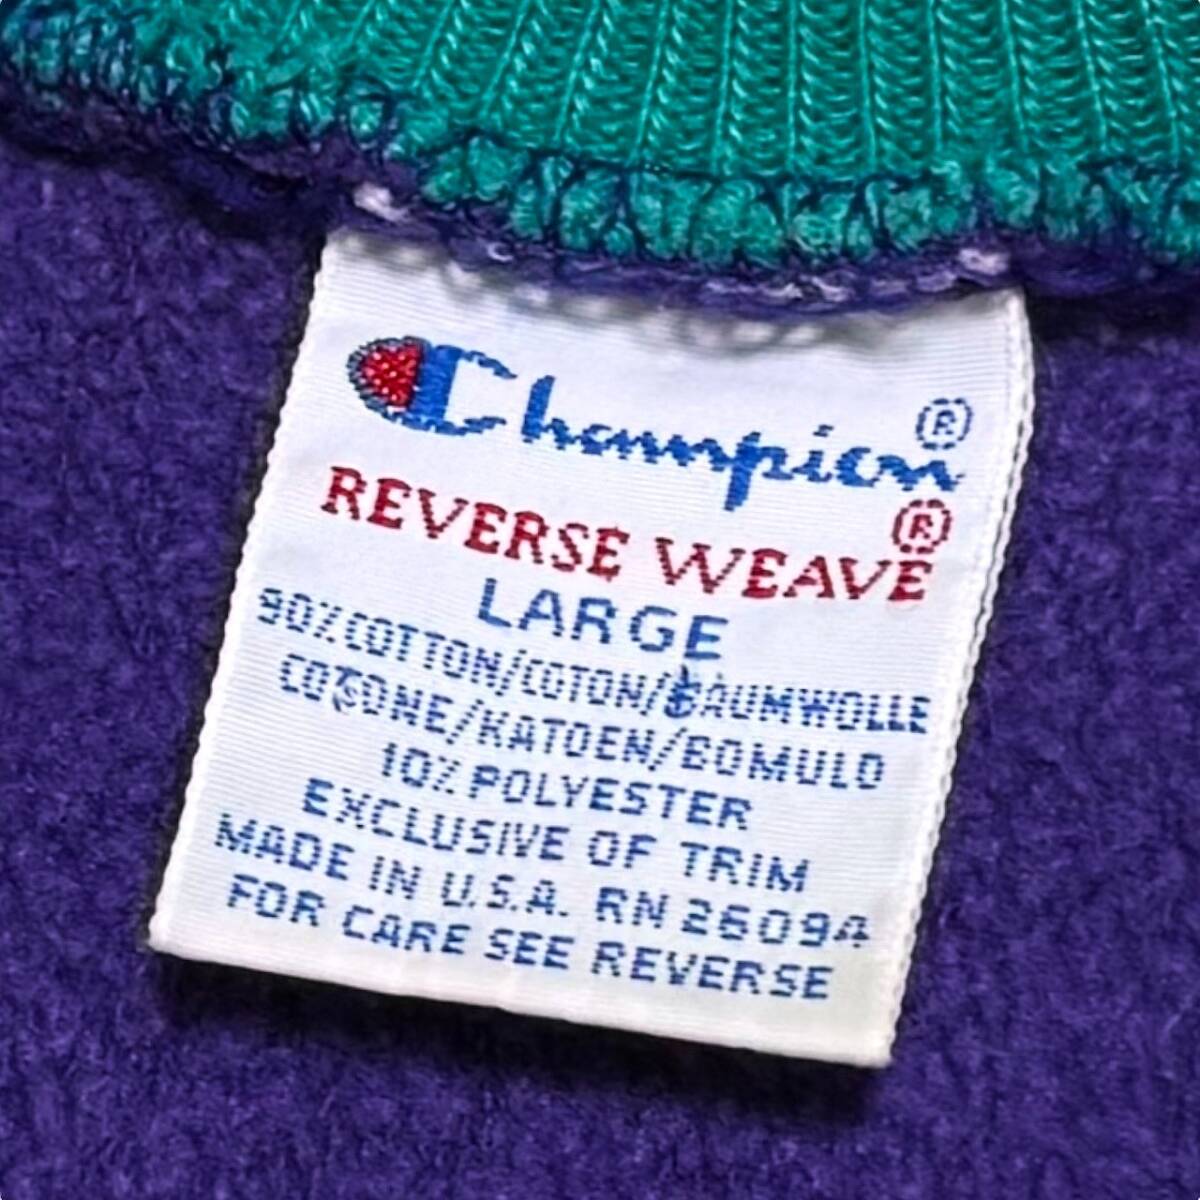 Champion®
REVERSE WEAVE®
LARGE
90% COTTON/COTON/BAUMWOLLE
COTONE/KATOEN/BOMULD
10% POLYESTER
EXCLUSIVE OF TRIM
MADE IN U.S.A. RN 26094
FOR CARE SEE REVERSE